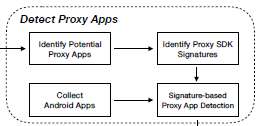 Detect Proxy Apps
Identify Potential
Proxy Apps
Identify Proxy SDK
Signatures
Collect
Android Apps
Signature-based
Proxy App Detection